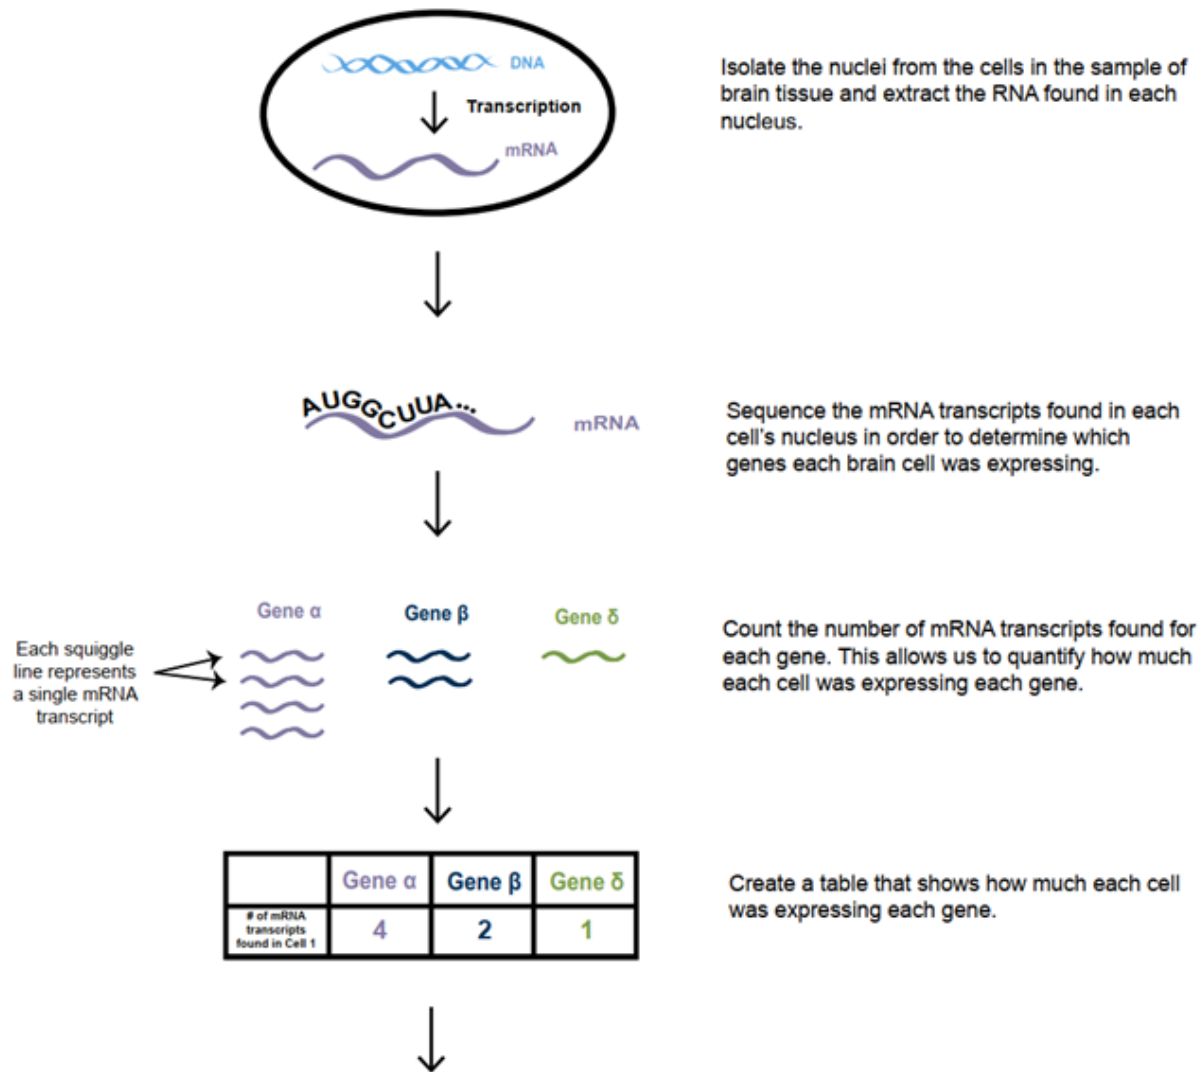 DNA
Transcription
mRNA
Isolate the nuclei from the cells in the sample of
brain tissue and extract the RNA found in each
nucleus.
AUGGCUUA...
mRNA
Sequence the mRNA transcripts found in each
cell's nucleus in order to determine which
genes each brain cell was expressing.
Each squiggle
line represents
a single mRNA
transcript
Gene α
Gene β
Gene δ
Count the number of mRNA transcripts found for
each gene. This allows us to quantify how much
each cell was expressing each gene.
Gene α
Gene β
Gene δ
# of mRNA
transcripts
found in Cell 1
4
2
1
Create a table that shows how much each cell
was expressing each gene.